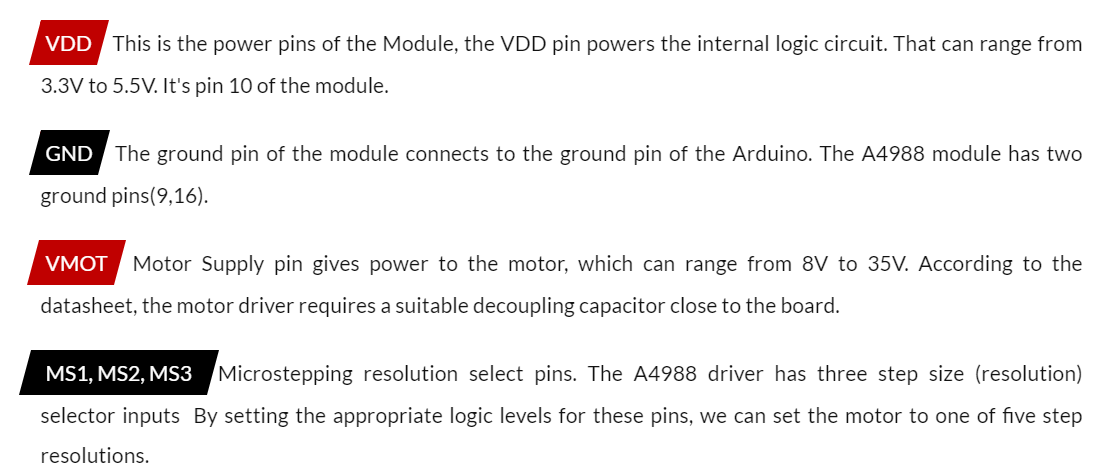 VDD This is the power pins of the Module, the VDD pin powers the internal logic circuit. That can range from
3.3V to 5.5V. It's pin 10 of the module.
GND The ground pin of the module connects to the ground pin of the Arduino. The A4988 module has two
ground pins(9,16).
VMOT Motor Supply pin gives power to the motor, which can range from 8V to 35V. According to the
datasheet, the motor driver requires a suitable decoupling capacitor close to the board.
MS1, MS2, MS3 Microstepping resolution select pins. The A4988 driver has three step size (resolution)
selector inputs  By setting the appropriate logic levels for these pins, we can set the motor to one of five step
resolutions.